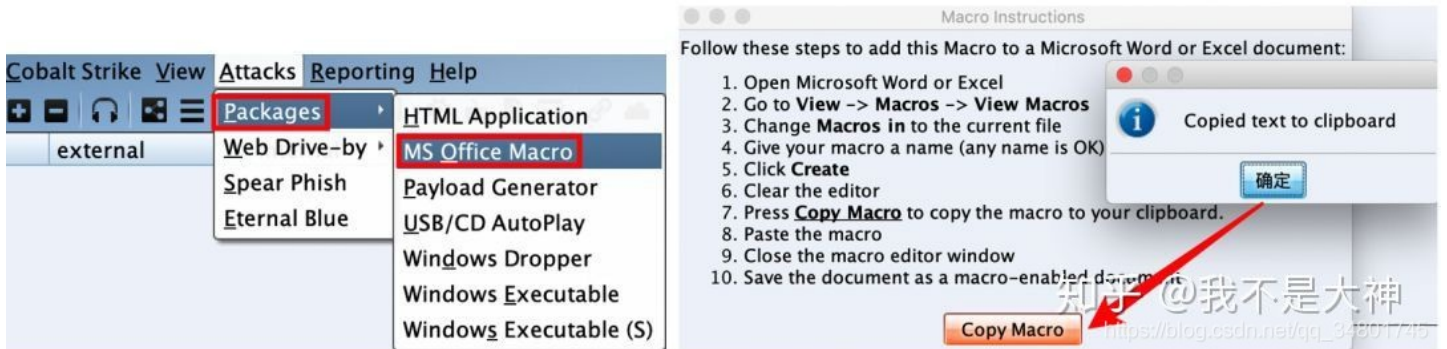 Cobalt Strike View Attacks Reporting Help
external
Packages
Web Drive-by
Spear Phish
Eternal Blue
HTML Application
MS Office Macro
Payload Generator
USB/CD AutoPlay
Windows Dropper
Windows Executable
Windows Executable (S)
Macro Instructions
Follow these steps to add this Macro to a Microsoft Word or Excel document:
1. Open Microsoft Word or Excel
2. Go to View -> Macros -> View Macros
3. Change Macros in to the current file
4. Give your macro a name (any name is OK)
5. Click Create
6. Clear the editor
7. Press Copy Macro to copy the macro to your clipboard.
8. Paste the macro
9. Close the macro editor window
10. Save the document as a macro-enabled document
Copy Macro
Copied text to clipboard
确定
知乎 @我不是大神
https://blog.csdn.net/qq_34801745